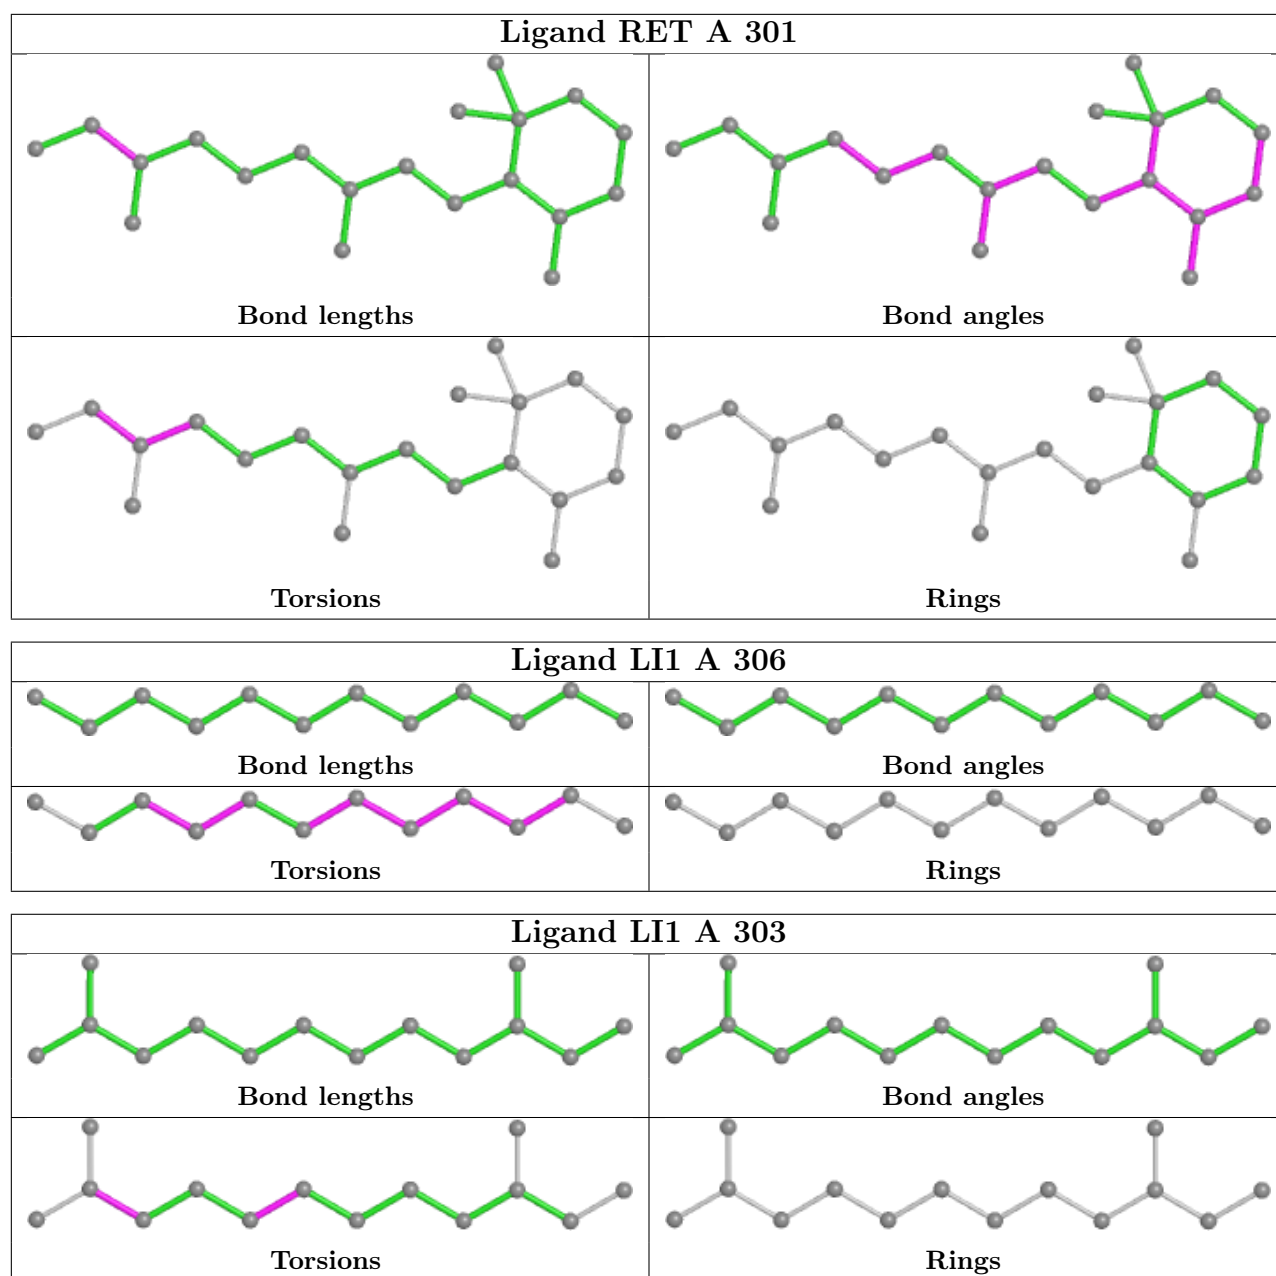 Ligand RET A 301
Bond lengths
Bond angles
Torsions
Rings
Ligand LI1 A 306
Bond lengths
Bond angles
Torsions
Rings
Ligand LI1 A 303
Bond lengths
Bond angles
Torsions
Rings